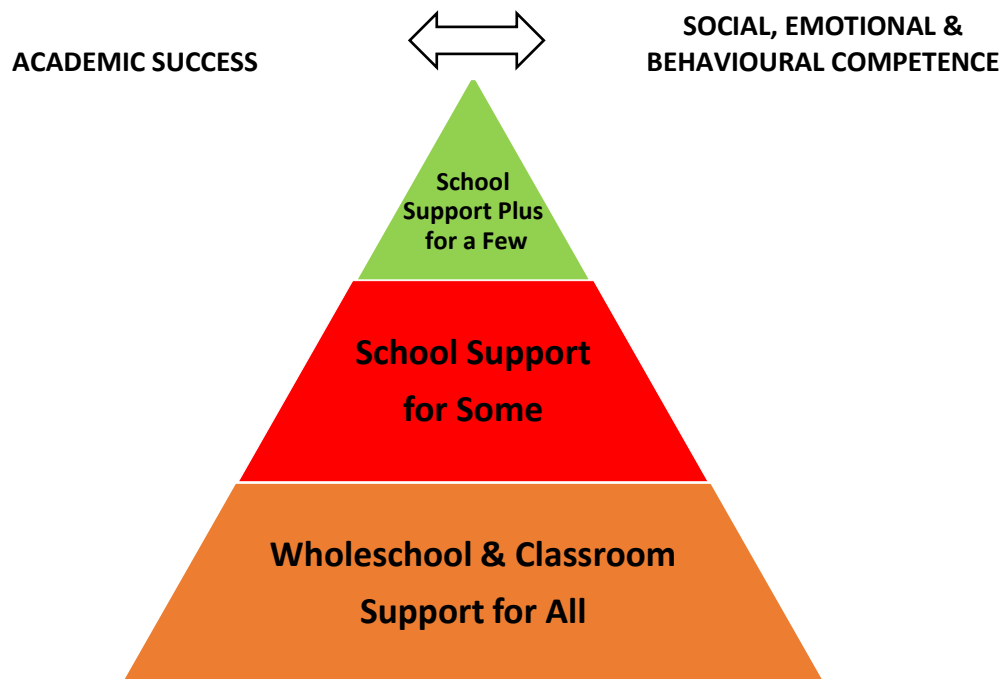 ACADEMIC SUCCESS
SOCIAL, EMOTIONAL &
BEHAVIOURAL COMPETENCE
School
Support Plus
for a Few
School Support
for Some
Wholeschool & Classroom
Support for All